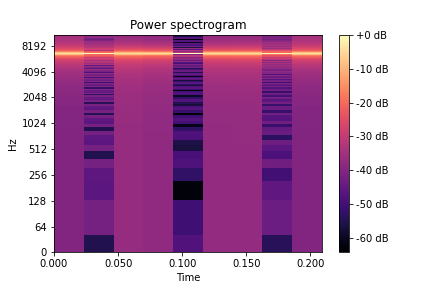 Power spectrogram
8192
4096
2048
1024
512
256
128
64
0
Hz
0.000 0.050 0.100 0.150 0.200
Time
+0 dB
-10 dB
-20 dB
-30 dB
-40 dB
-50 dB
-60 dB